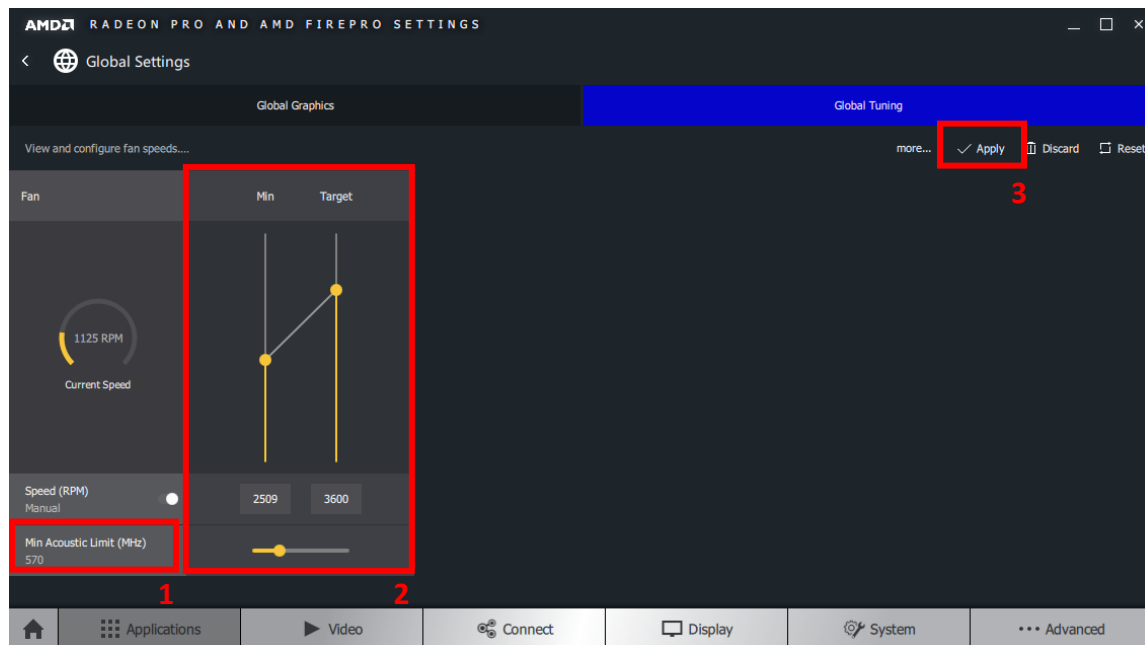 AMD RADEON PRO AND AMD FIREPRO SETTINGS
Global Settings
Global Graphics
Global Tuning
View and configure fan speeds....
more...
Apply
Discard
Reset
3
Fan
Min
Target
1125 RPM
Current Speed
Speed (RPM)
Manual
2509
3600
Min Acoustic Limit (MHz)
570
1
2
Applications
Video
Connect
Display
System
Advanced